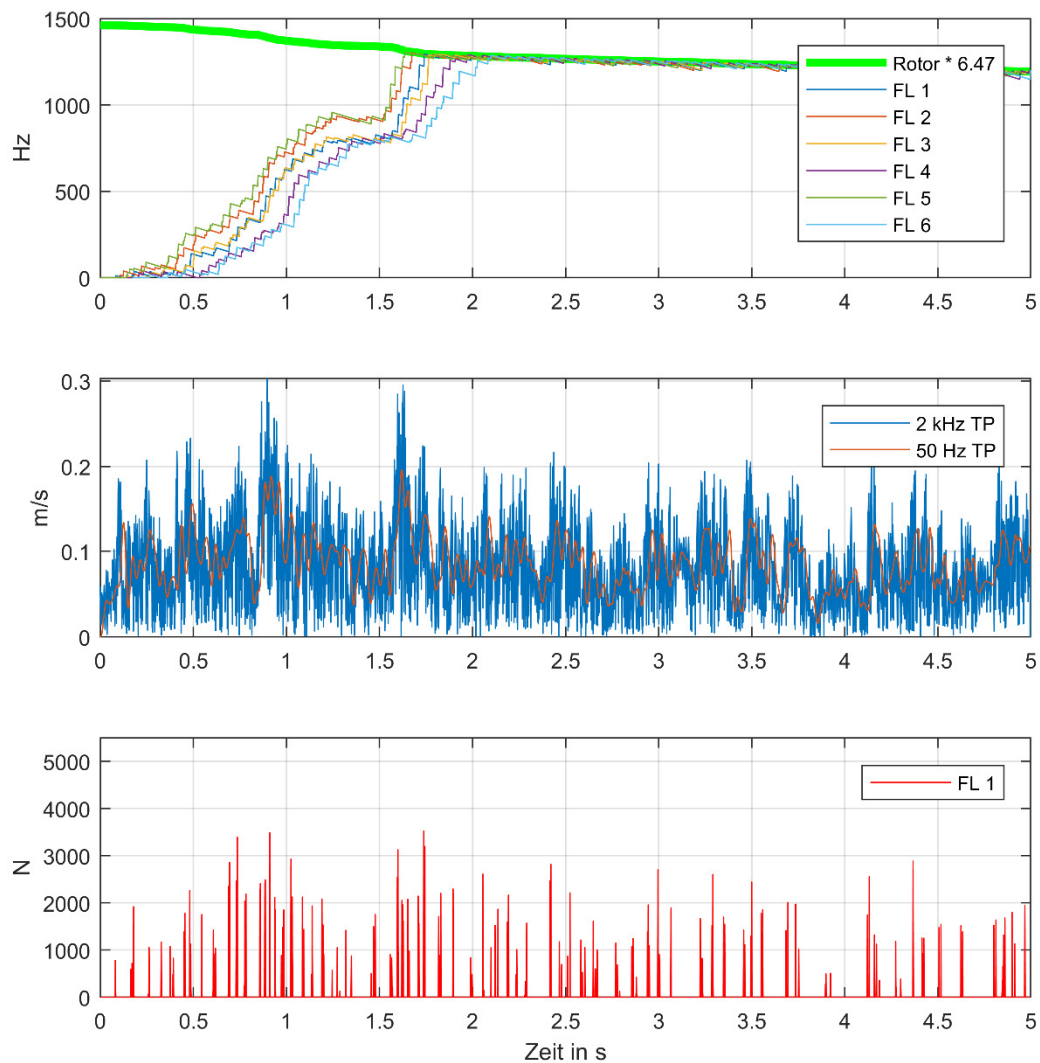 1500
1000
500
0
Hz
Rotor * 6.47
FL 1
FL 2
FL 3
FL 4
FL 5
FL 6
0 0.5 1 1.5 2 2.5 3 3.5 4 4.5 5
0.3
0.2
0.1
0
m/s
2 kHz TP
50 Hz TP
0 0.5 1 1.5 2 2.5 3 3.5 4 4.5 5
5000
4000
3000
2000
1000
0
N
FL 1
0 0.5 1 1.5 2 2.5 3 3.5 4 4.5 5
Zeit in s